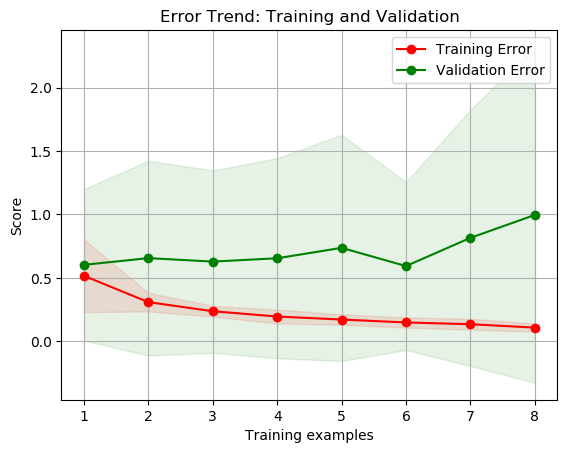 Error Trend: Training and Validation
Training Error
Validation Error
2.0
1.5
1.0
0.5
0.0
Score
1 2 3 4 5 6 7 8
Training examples